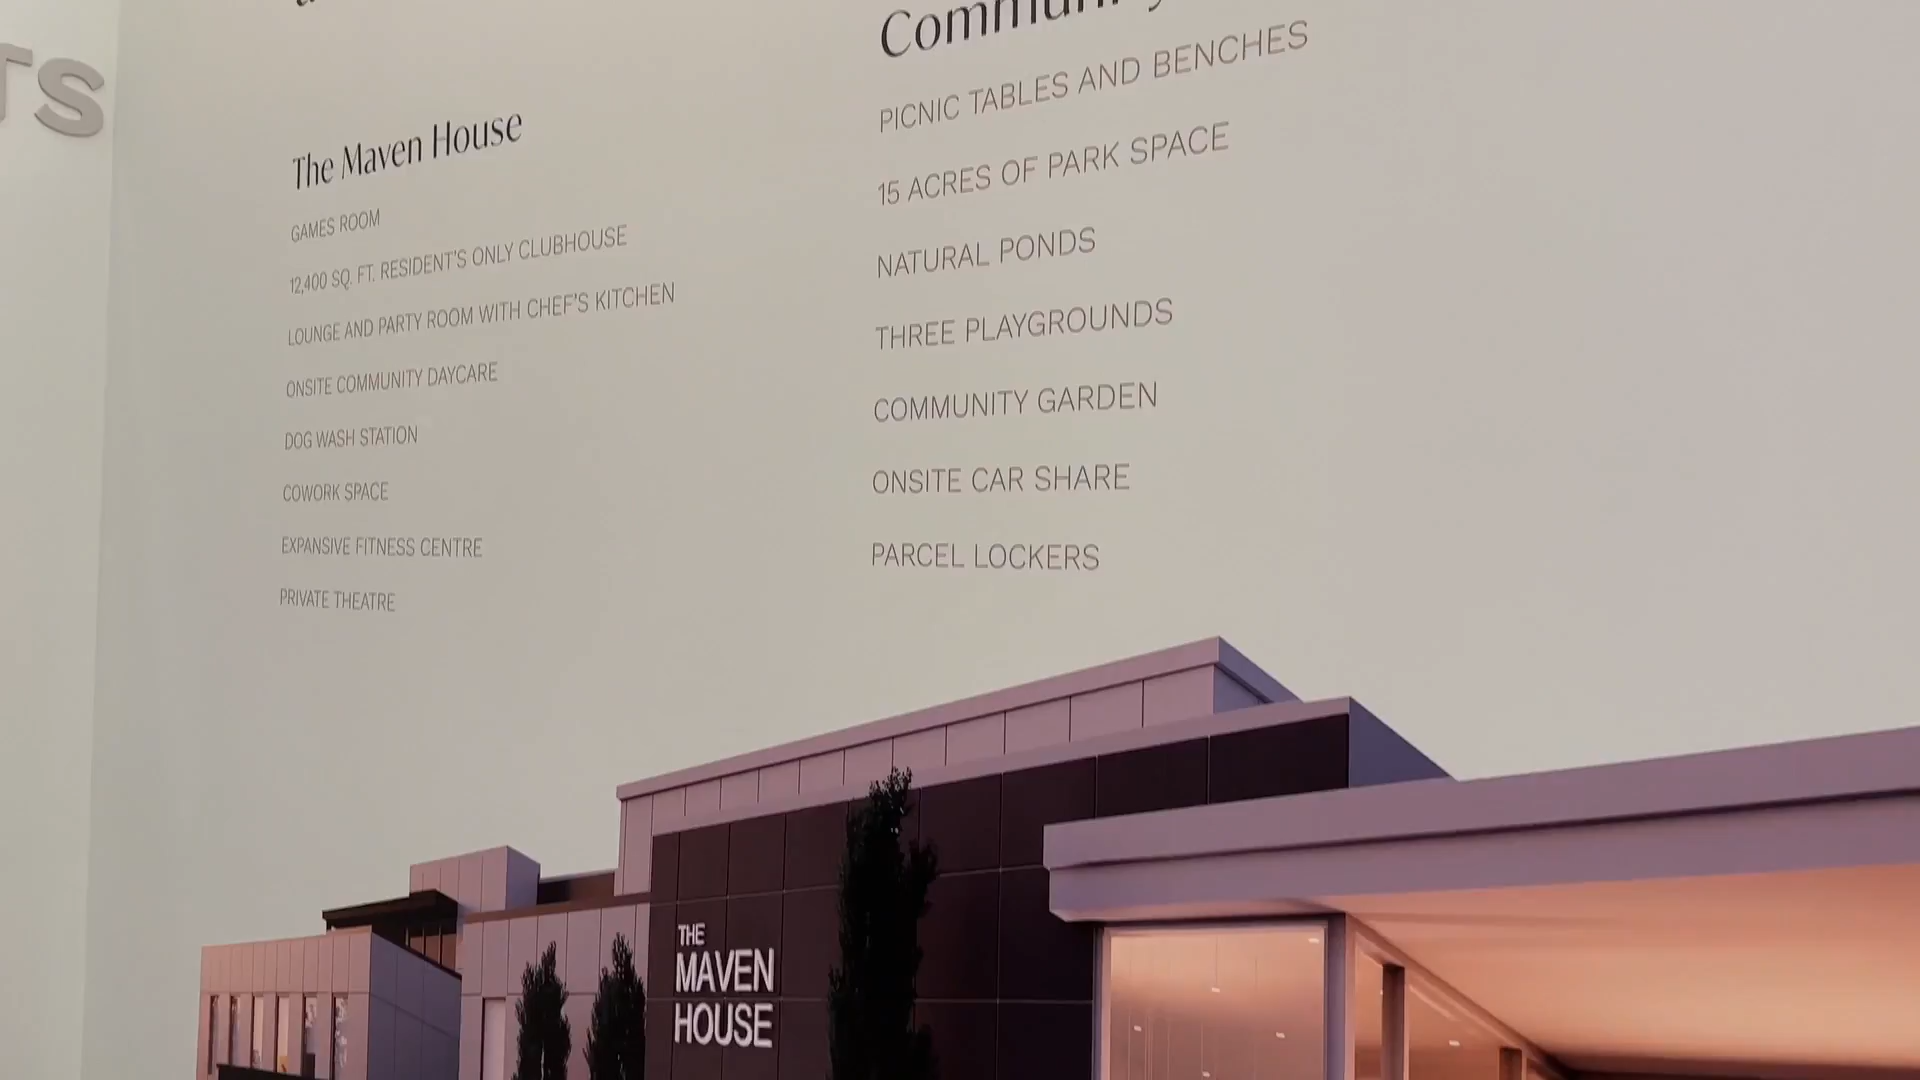 TS
The Maven House
GAMES ROOM
12,400 SQ. FT. RESIDENT'S ONLY CLUBHOUSE
LOUNGE AND PARTY ROOM WITH CHEF'S KITCHEN
ONSITE COMMUNITY DAYCARE
DOG WASH STATION
COWORK SPACE
EXPANSIVE FITNESS CENTRE
PRIVATE THEATRE
Community
PICNIC TABLES AND BENCHES
15 ACRES OF PARK SPACE
NATURAL PONDS
THREE PLAYGROUNDS
COMMUNITY GARDEN
ONSITE CAR SHARE
PARCEL LOCKERS
THE
MAVEN
HOUSE